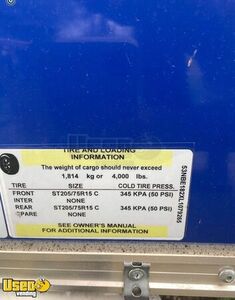 TIRE AND LOADING
INFORMATION
The weight of cargo should never exceed
1,814 kg or 4,000 lbs.
TIRE SIZE COLD TIRE PRESS.
FRONT ST205/75R15 C 345 KPA (50 PSI)
INTER NONE
REAR ST205/75R15 C 345 KPA (50 PSI)
SPARE NONE
SEE OWNER'S MANUAL
FOR ADDITIONAL INFORMATION